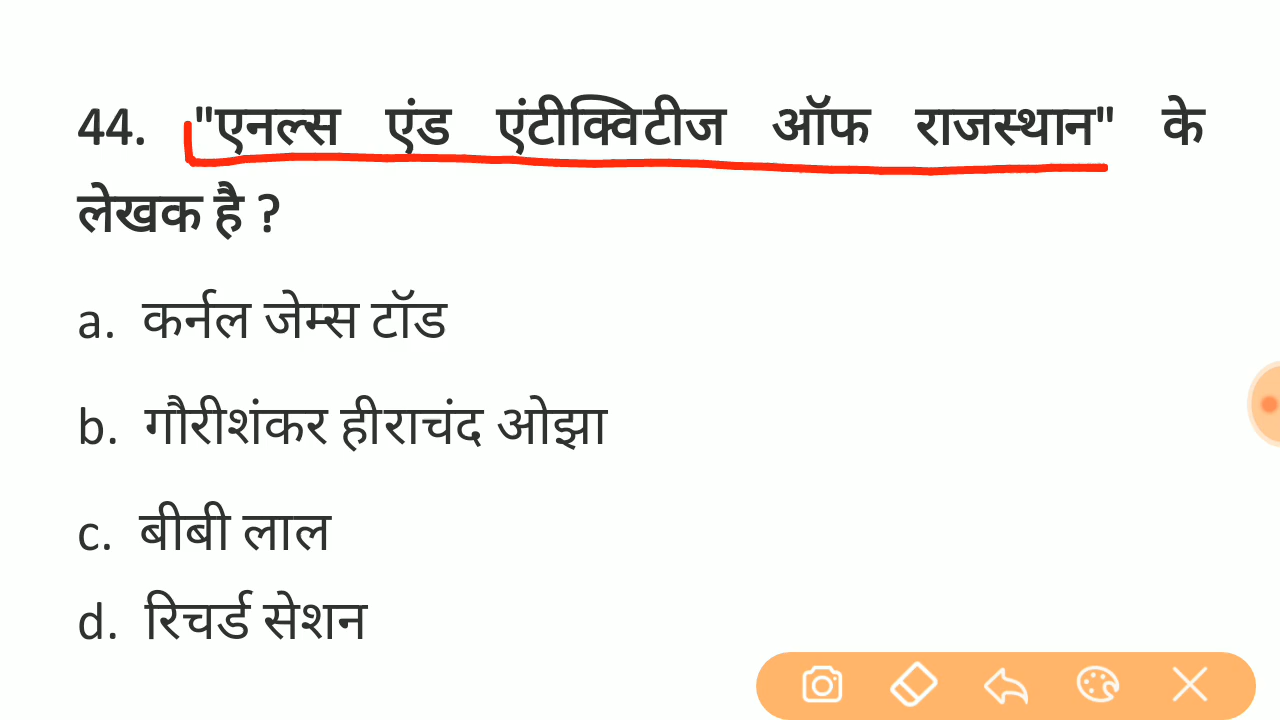 44. "एनल्स एंड एंटीक्विटीज ऑफ राजस्थान" के
लेखक है ?
a. कर्नल जेम्स टॉड
b. गौरीशंकर हीराचंद ओझा
c. बीबी लाल
d. रिचर्ड सेशन